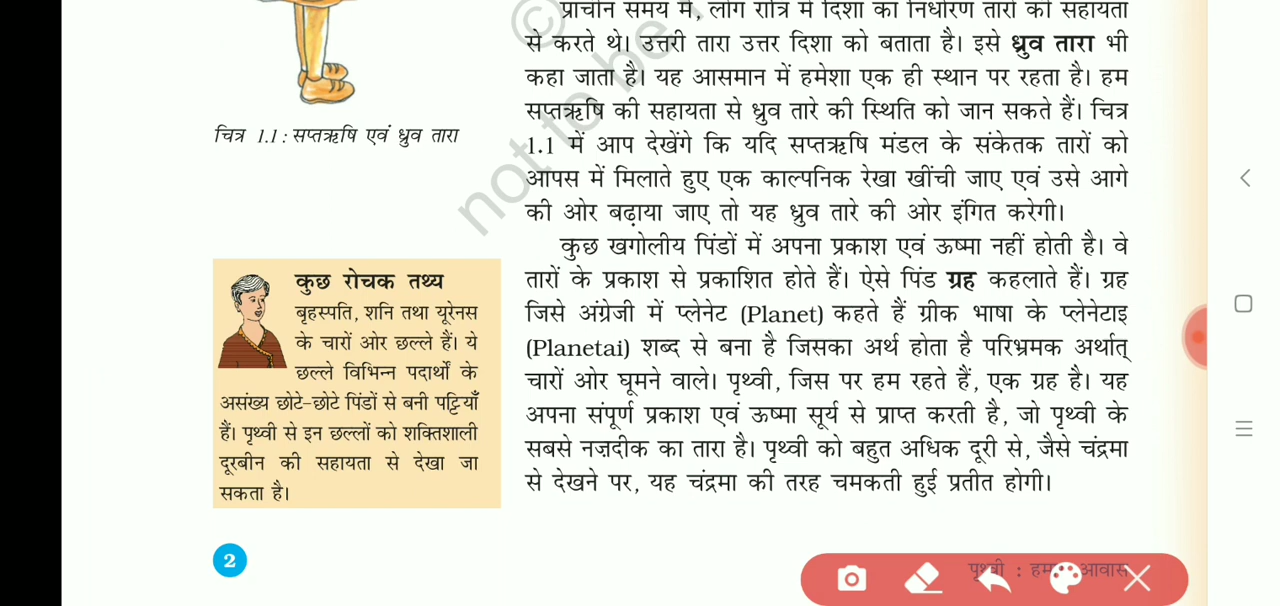 प्राचीन समय में, लोग रात्रि में दिशा का निर्धारण तारों की सहायता
से करते थे। उत्तरी तारा उत्तर दिशा को बताता है। इसे ध्रुव तारा भी
कहा जाता है। यह आसमान में हमेशा एक ही स्थान पर रहता है। हम
सप्तऋषि की सहायता से ध्रुव तारे की स्थिति को जान सकते हैं। चित्र
1.1 में आप देखेंगे कि यदि सप्तऋषि मंडल के संकेतक तारों को
आपस में मिलाते हुए एक काल्पनिक रेखा खींची जाए एवं उसे आगे
की ओर बढ़ाया जाए तो यह ध्रुव तारे की ओर इंगित करेगी।
कुछ खगोलीय पिंडों में अपना प्रकाश एवं ऊष्मा नहीं होती है। वे
तारों के प्रकाश से प्रकाशित होते हैं। ऐसे पिंड ग्रह कहलाते हैं। ग्रह
जिसे अंग्रेजी में प्लेनेट (Planet) कहते हैं ग्रीक भाषा के प्लेनेटाइ
(Planetai) शब्द से बना है जिसका अर्थ होता है परिभ्रमक अर्थात्
चारों ओर घूमने वाले। पृथ्वी, जिस पर हम रहते हैं, एक ग्रह है। यह
अपना संपूर्ण प्रकाश एवं ऊष्मा सूर्य से प्राप्त करती है, जो पृथ्वी के
सबसे नज़दीक का तारा है। पृथ्वी को बहुत अधिक दूरी से, जैसे चंद्रमा
से देखने पर, यह चंद्रमा की तरह चमकती हुई प्रतीत होगी।
चित्र 1.1 : सप्तऋषि एवं ध्रुव तारा
कुछ रोचक तथ्य
बृहस्पति, शनि तथा यूरेनस
के चारों ओर छल्ले हैं। ये
छल्ले विभिन्न पदार्थों के
असंख्य छोटे-छोटे पिंडों से बनी पट्टियाँ
हैं। पृथ्वी से इन छल्लों को शक्तिशाली
दूरबीन की सहायता से देखा जा
सकता है।
©
not to be
2
पृथ्वी : आवास